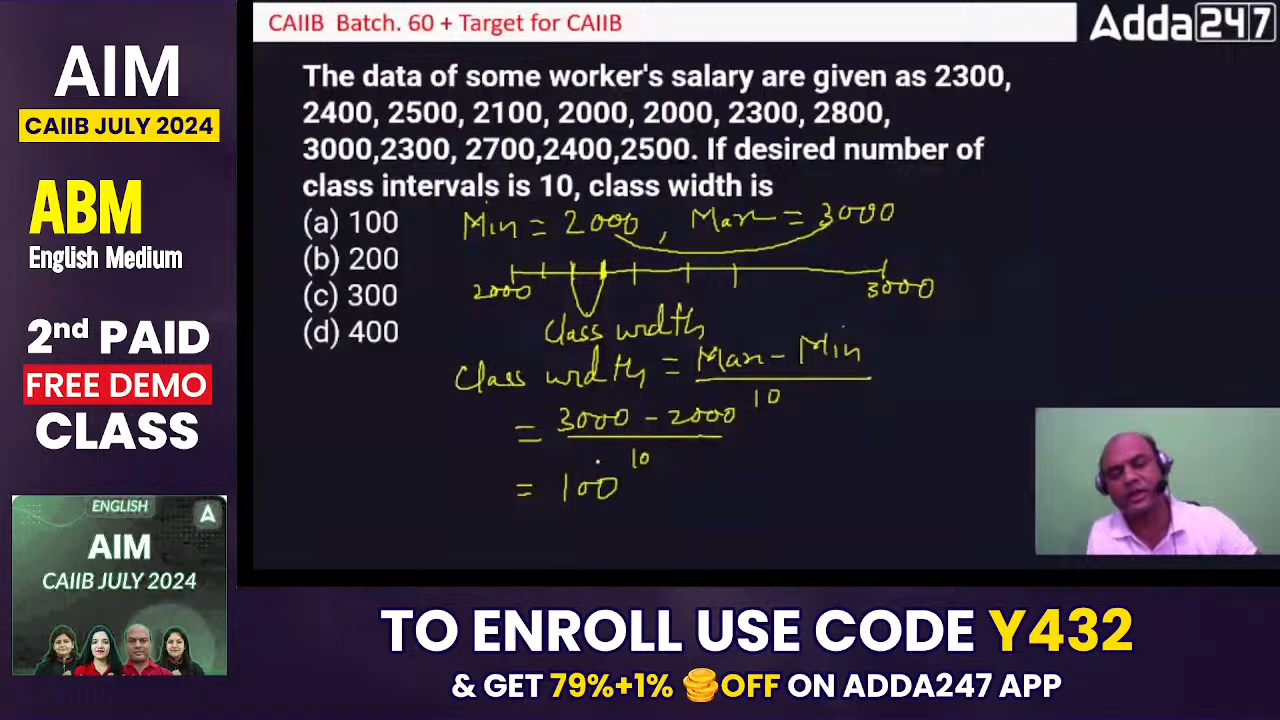 AIM
CAIIB JULY 2024
ABM
English Medium
2nd PAID
FREE DEMO
CLASS
ENGLISH
A
AIM
CAIIB JULY 2024
CAIIB Batch. 60 + Target for CAIIB
Adda247
The data of some worker's salary are given as 2300,
2400, 2500, 2100, 2000, 2000, 2300, 2800,
3000,2300, 2700,2400,2500. If desired number of
class intervals is 10, class width is
(a) 100
(b) 200
(c) 300
(d) 400
Min = 2000 , Max = 3000
2000 3000
Class width
Class width = Max - Min
10
= 3000 - 2000
10
= 100
TO ENROLL USE CODE Y432
& GET 79%+1% OFF ON ADDA247 APP